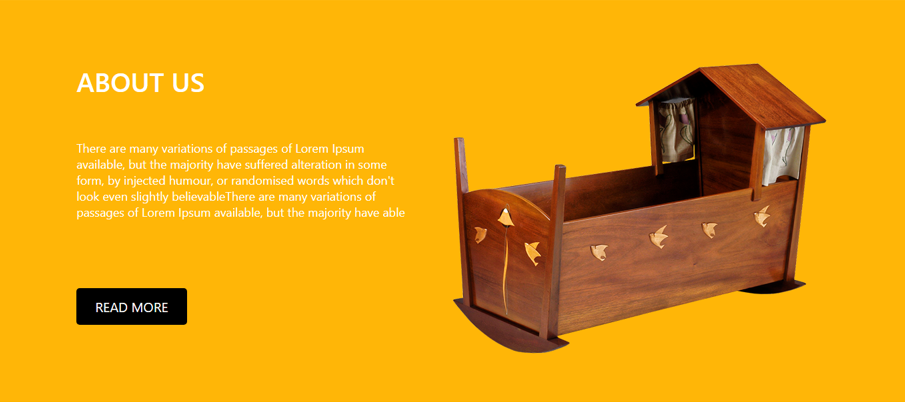 ABOUT US
There are many variations of passages of Lorem Ipsum
available, but the majority have suffered alteration in some
form, by injected humour, or randomised words which don't
look even slightly believableThere are many variations of
passages of Lorem Ipsum available, but the majority have able
READ MORE